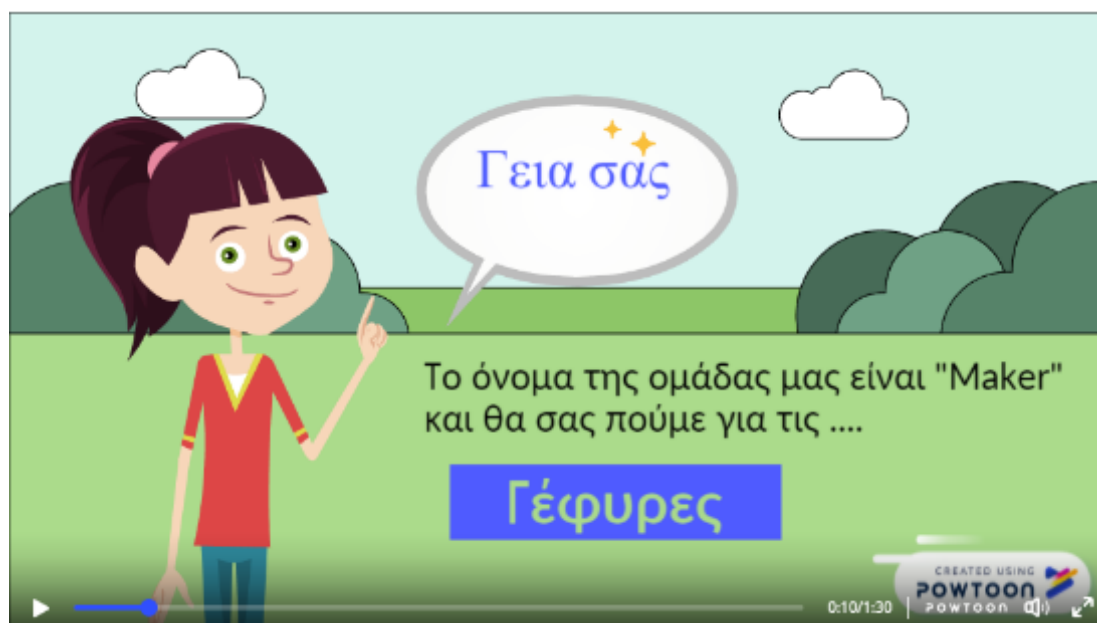 Γεια σας
Το όνομα της ομάδας μας είναι "Maker"
και θα σας πούμε για τις ....
Γέφυρες
CREATED USING
POWTOON
0:10/1:30
POWTOON